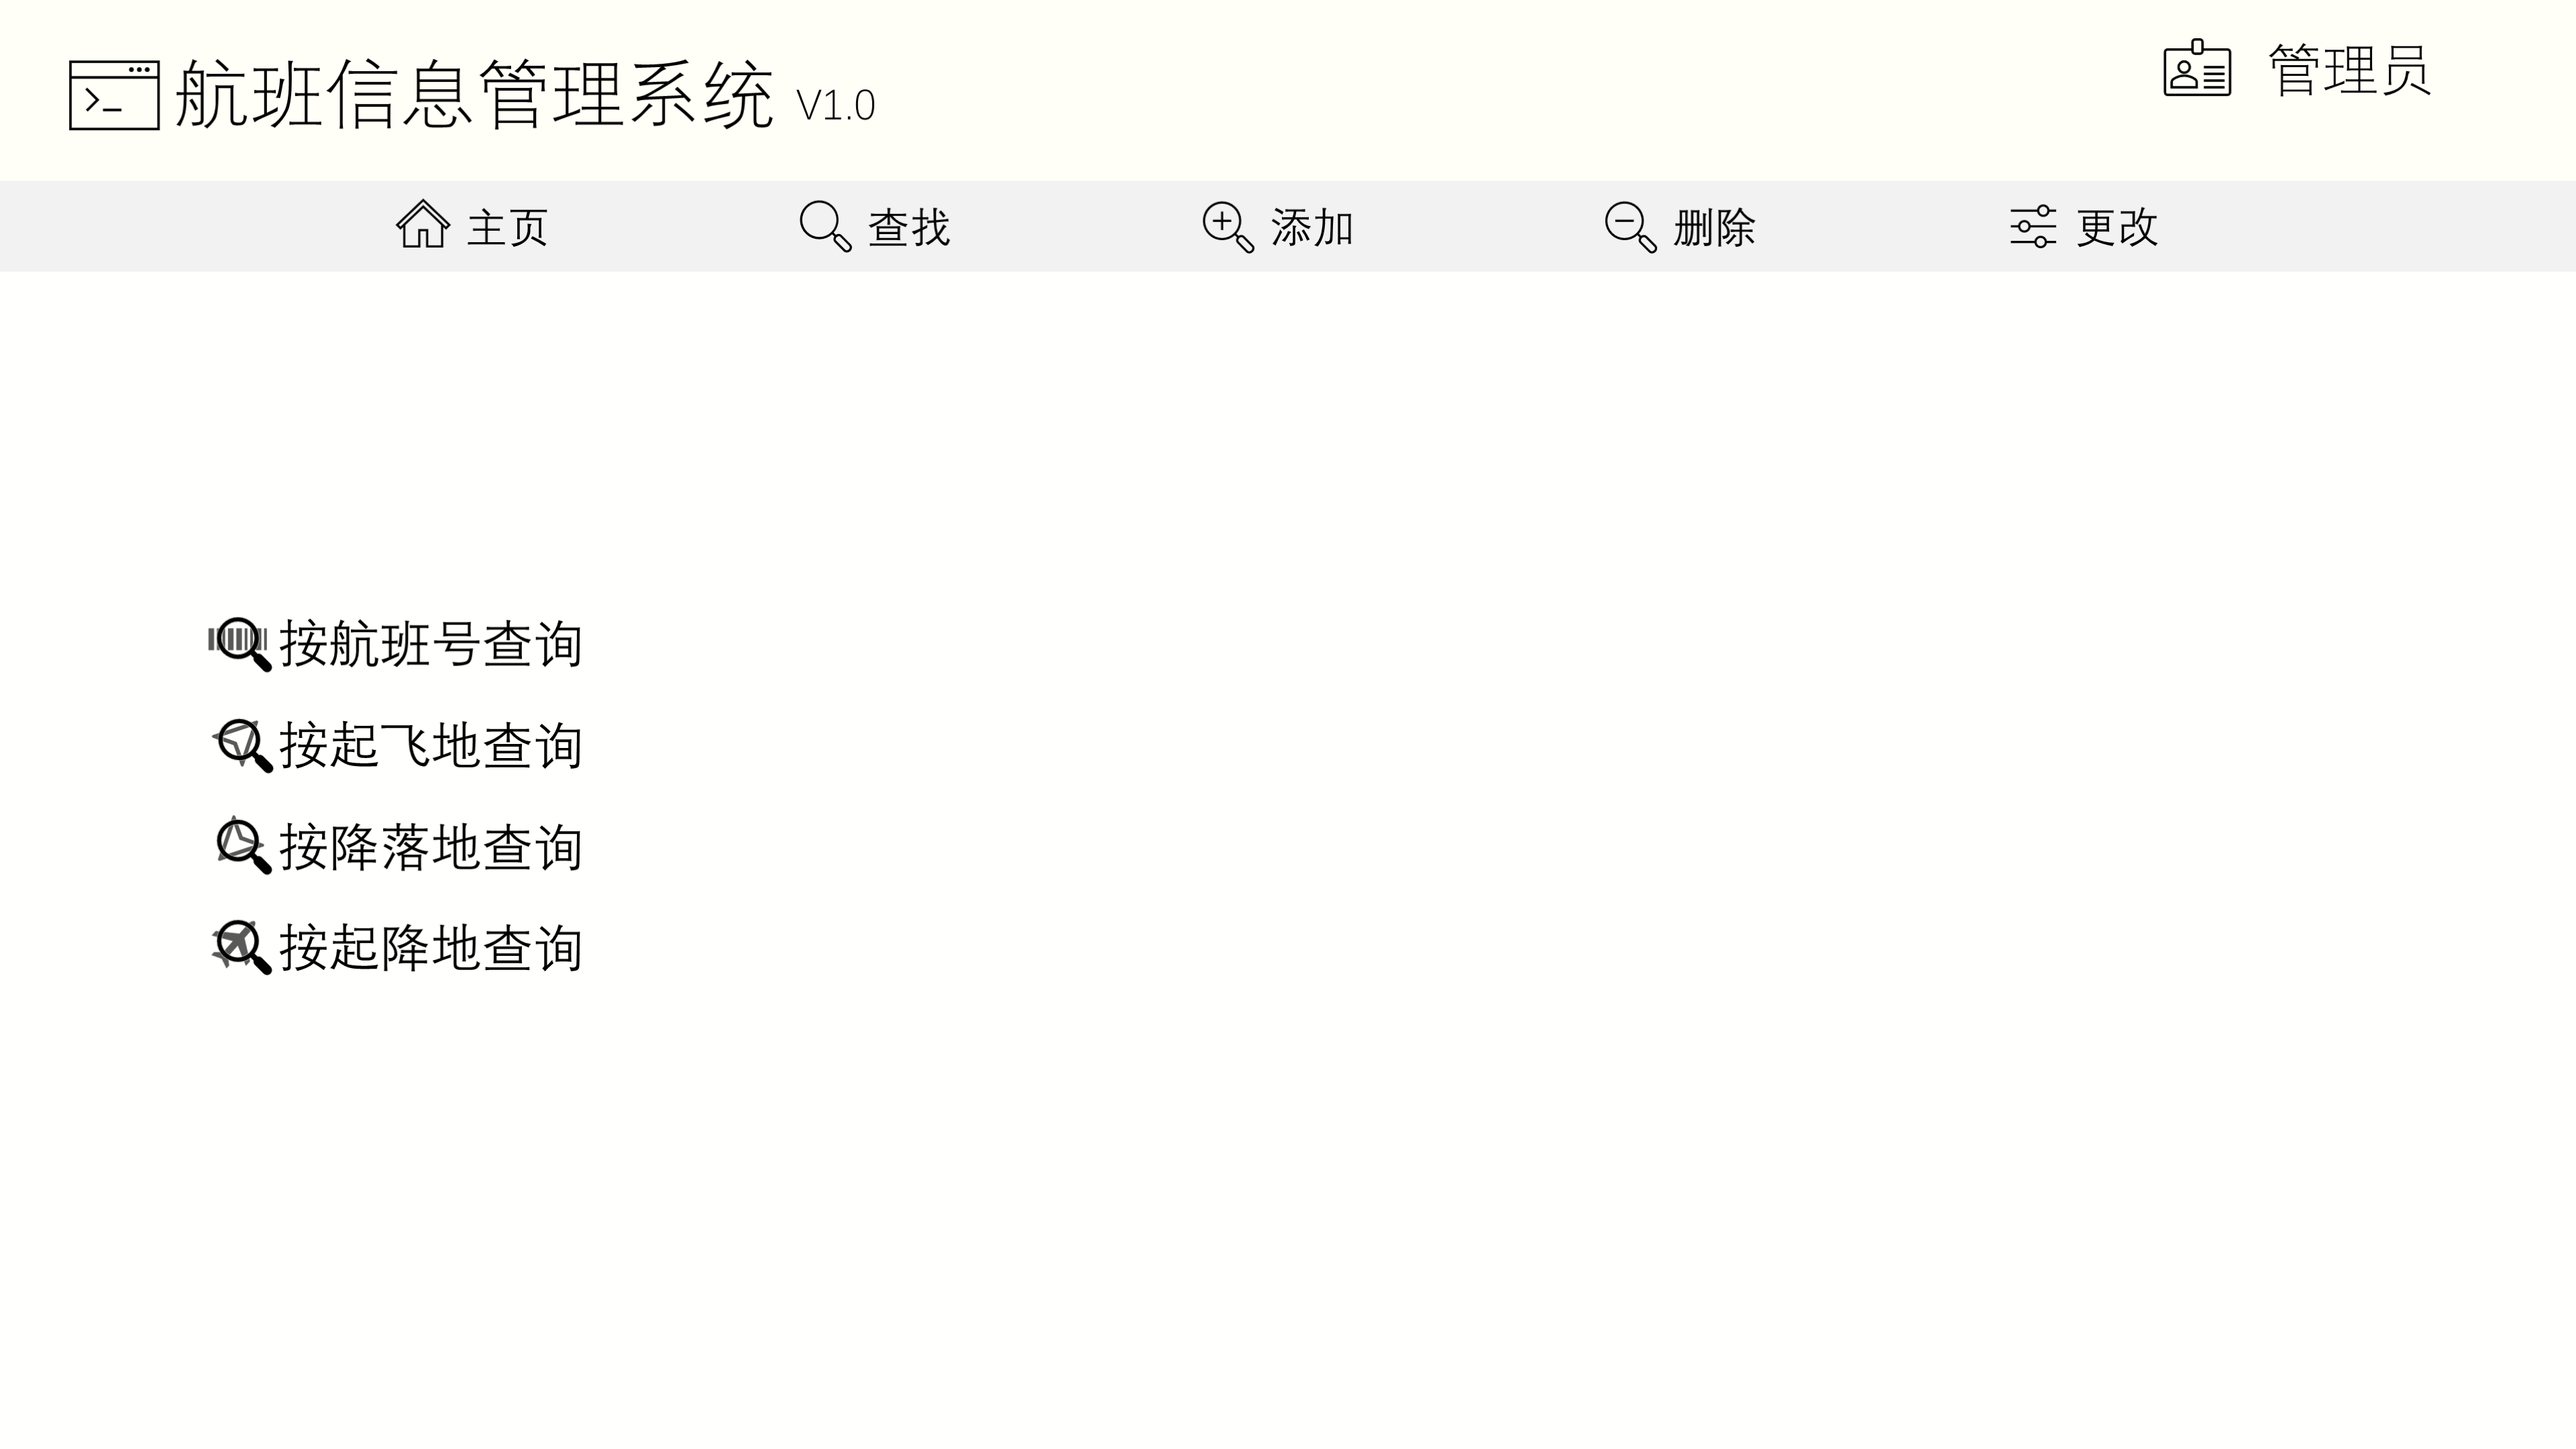 航班信息管理系统 V1.0
管理员
主页 查找 添加 删除 更改
按航班号查询
按起飞地查询
按降落地查询
按起降地查询